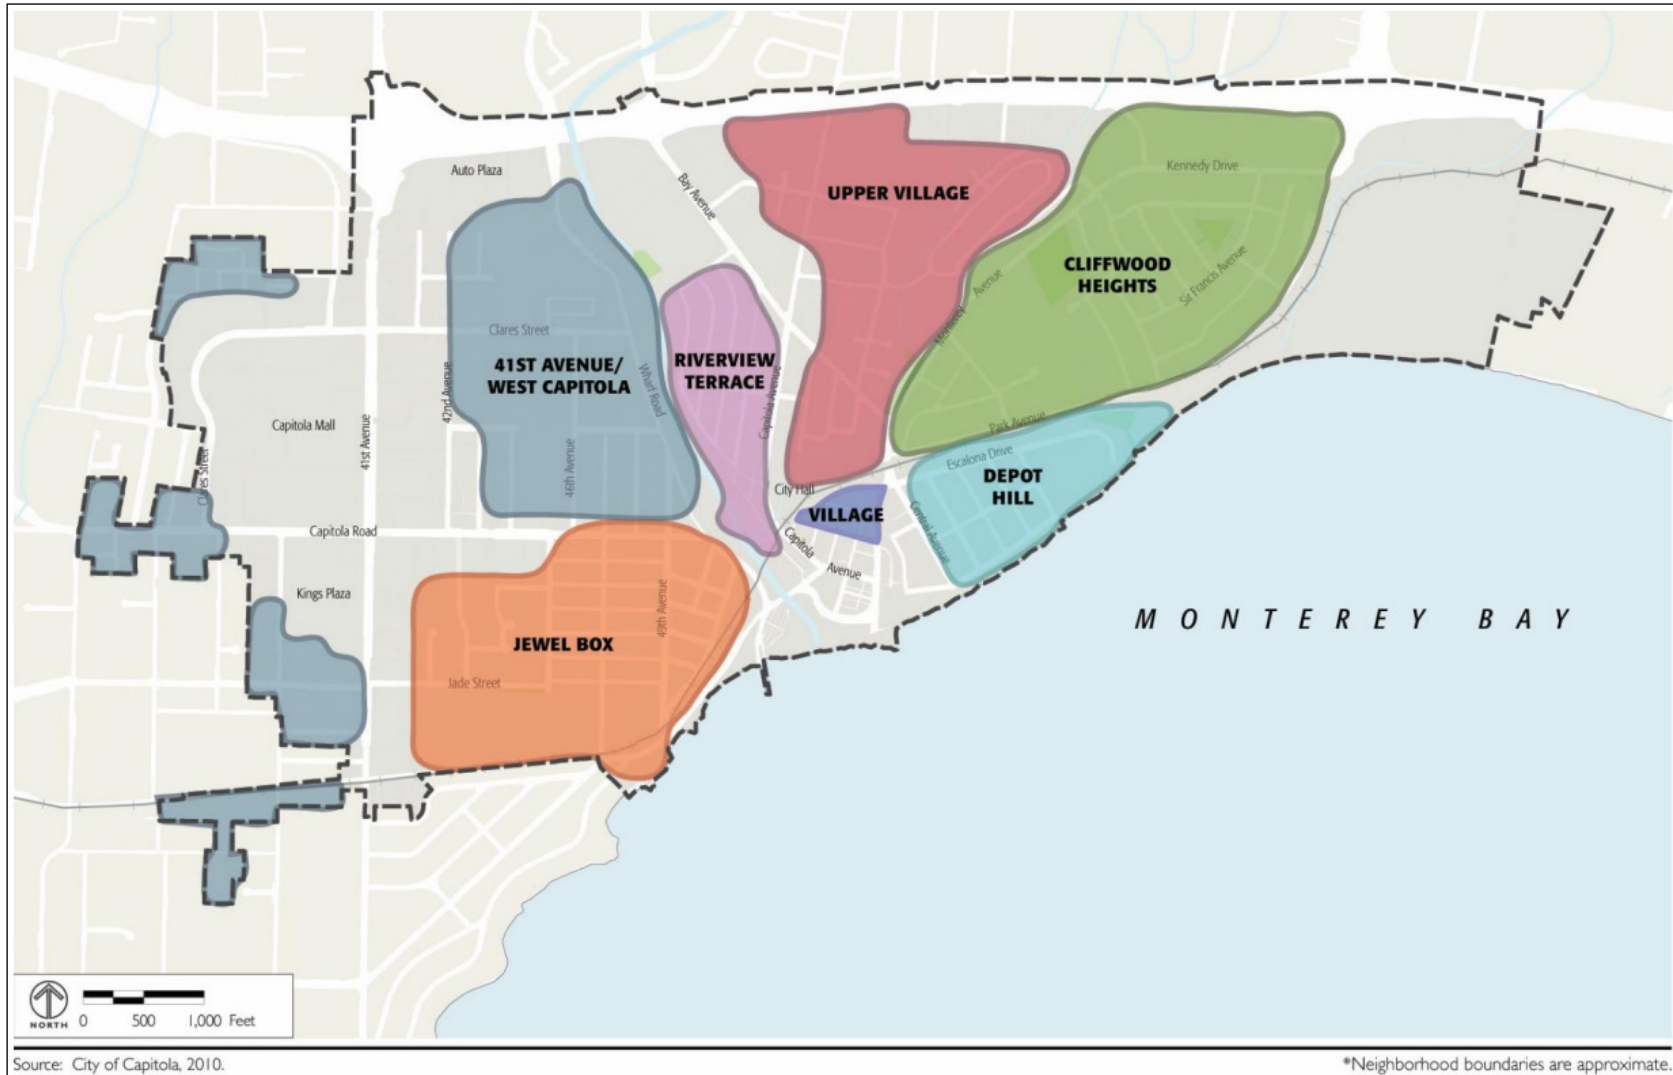 Auto Plaza
Bay Avenue
UPPER VILLAGE
Kennedy Drive
CLIFFWOOD
HEIGHTS
Sir Francis Avenue
Monterey Avenue
Clares Street
41ST AVENUE/
WEST CAPITOLA
RIVERVIEW
TERRACE
Wharf Road
Capitola Avenue
42nd Avenue
41st Avenue
Capitola Mall
Clares Street
46th Avenue
Park Avenue
Escalona Drive
DEPOT
HILL
City Hall
VILLAGE
Central Avenue
Capitola Road
Capitola Avenue
Kings Plaza
49th Avenue
JEWEL BOX
Jade Street
MONTEREY BAY
NORTH
0 500 1,000 Feet
Source: City of Capitola, 2010.
*Neighborhood boundaries are approximate.